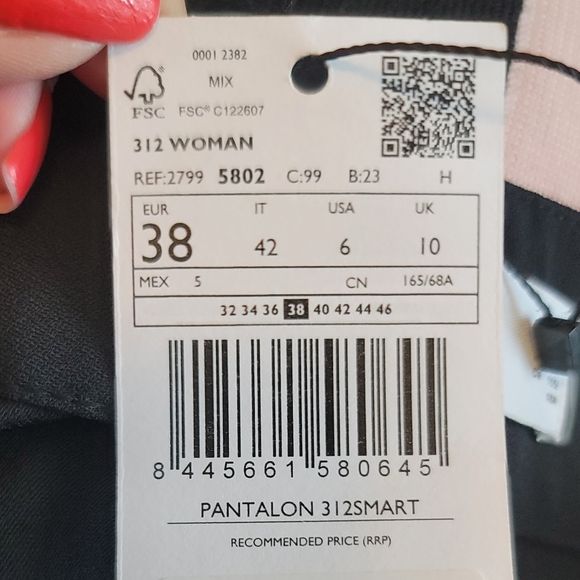 0001 2382
MIX
FSC
FSC® C122607
312 WOMAN
REF:2799 5802 C:99 B:23 H
EUR IT USA UK
38 42 6 10
MEX 5 CN 165/68A
32 34 36 38 40 42 44 46
8 445661 580645
PANTALON 312SMART
RECOMMENDED PRICE (RRP)